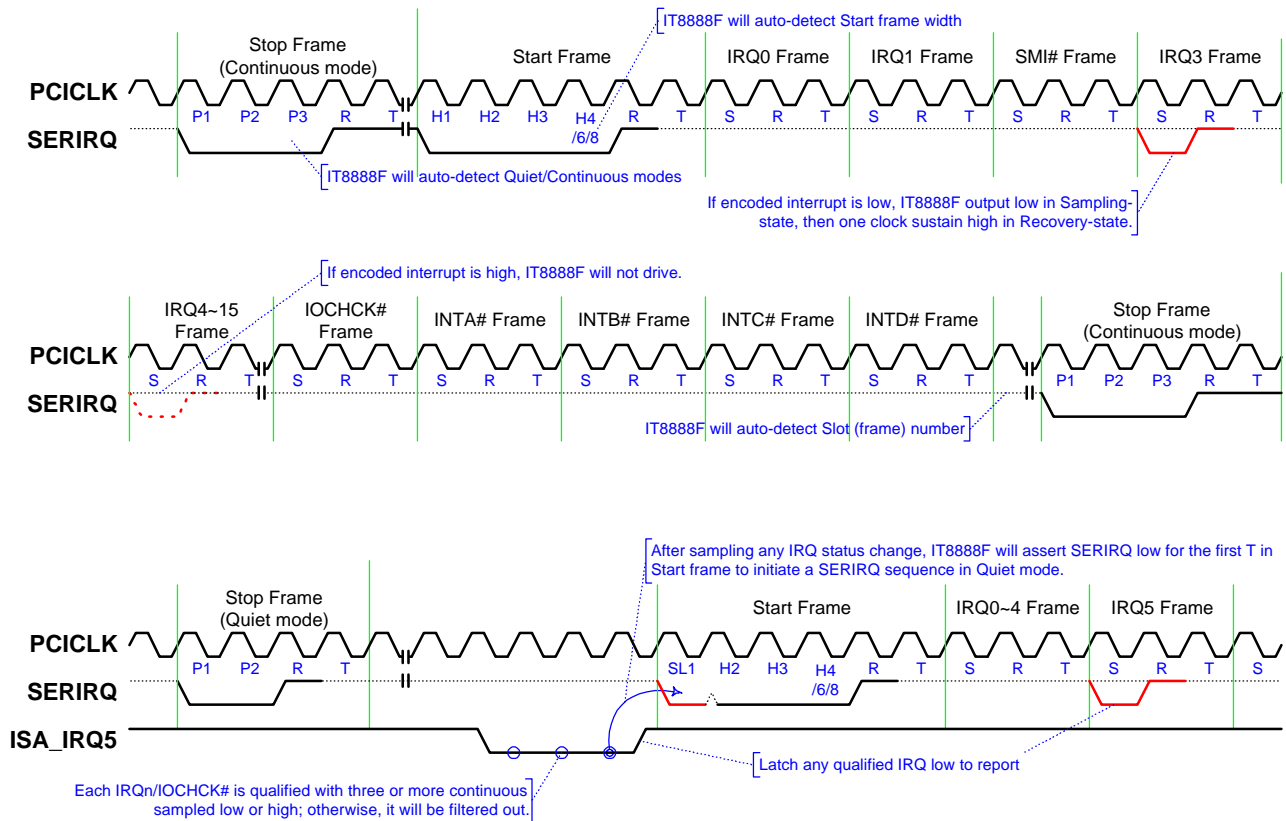 IT8888F will auto-detect Start frame width
Stop Frame
(Continuous mode)
Start Frame
IRQ0 Frame
IRQ1 Frame
SMI# Frame
IRQ3 Frame
PCICLK
P1 P2 P3 R T H1 H2 H3 H4 R T S R T S R T S R T S R T
/6/8
SERIRQ
IT8888F will auto-detect Quiet/Continuous modes
If encoded interrupt is low, IT8888F output low in Sampling-
state, then one clock sustain high in Recovery-state.
If encoded interrupt is high, IT8888F will not drive.
IRQ4~15
Frame
IOCHCK#
Frame
INTA# Frame
INTB# Frame
INTC# Frame
INTD# Frame
Stop Frame
(Continuous mode)
PCICLK
S R T S R T S R T S R T S R T S R T P1 P2 P3 R T
SERIRQ
IT8888F will auto-detect Slot (frame) number
After sampling any IRQ status change, IT8888F will assert SERIRQ low for the first T in
Start frame to initiate a SERIRQ sequence in Quiet mode.
Stop Frame
(Quiet mode)
Start Frame
IRQ0~4 Frame
IRQ5 Frame
PCICLK
P1 P2 R T SL1 H2 H3 H4 R T S R T S R T S
/6/8
SERIRQ
ISA_IRQ5
Latch any qualified IRQ low to report
Each IRQn/IOCHCK# is qualified with three or more continuous
sampled low or high; otherwise, it will be filtered out.